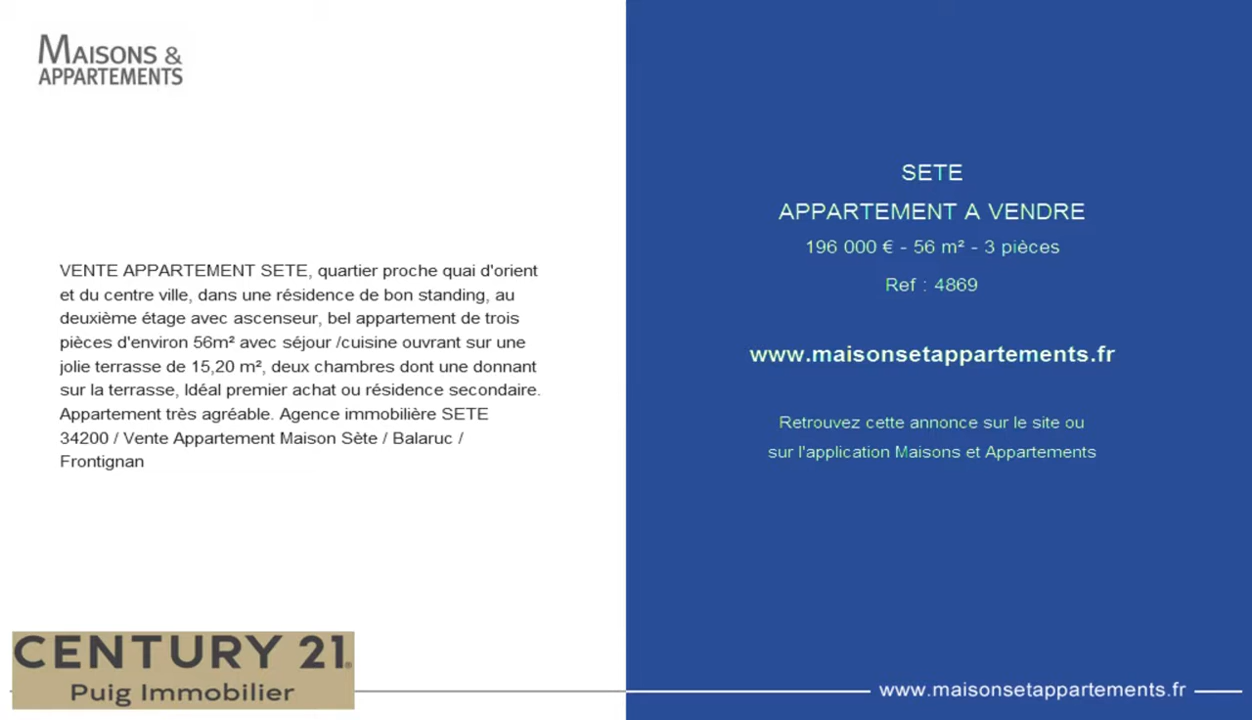 MAISONS &
APPARTEMENTS
VENTE APPARTEMENT SETE, quartier proche quai d'orient
et du centre ville, dans une résidence de bon standing, au
deuxième étage avec ascenseur, bel appartement de trois
pièces d'environ 56m² avec séjour /cuisine ouvrant sur une
jolie terrasse de 15,20 m², deux chambres dont une donnant
sur la terrasse, Idéal premier achat ou résidence secondaire.
Appartement très agréable. Agence immobilière SETE
34200 / Vente Appartement Maison Sète / Balaruc /
Frontignan
CENTURY 21®
Puig Immobilier
SETE
APPARTEMENT A VENDRE
196 000 € - 56 m² - 3 pièces
Ref : 4869
www.maisonsetappartements.fr
Retrouvez cette annonce sur le site ou
sur l'application Maisons et Appartements
www.maisonsetappartements.fr